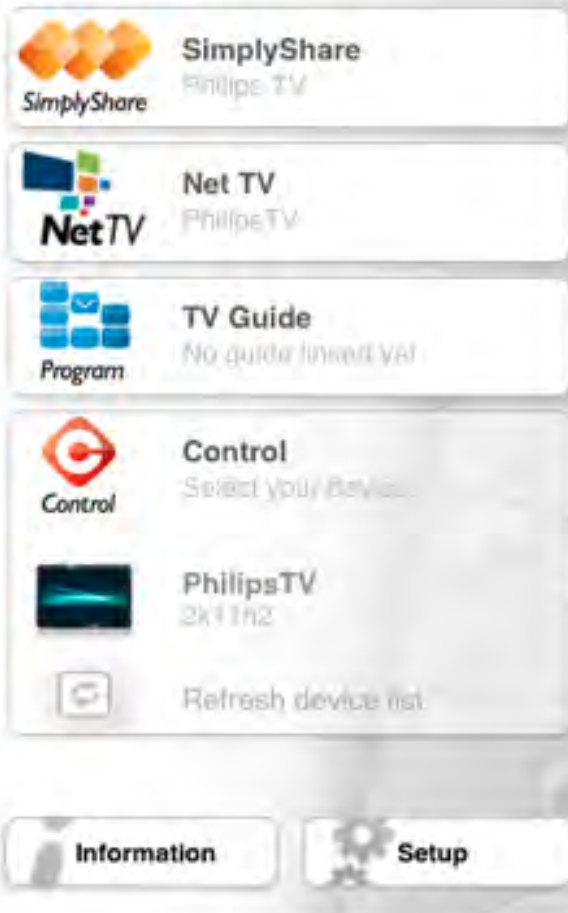 SimplyShare
SimplyShare
Philips TV
Net TV
NetTV
PhilipsTV
TV Guide
Program
No guide linked yet
Control
Control
Select your device
PhilipsTV
2k11h2
Refresh device list
Information
Setup